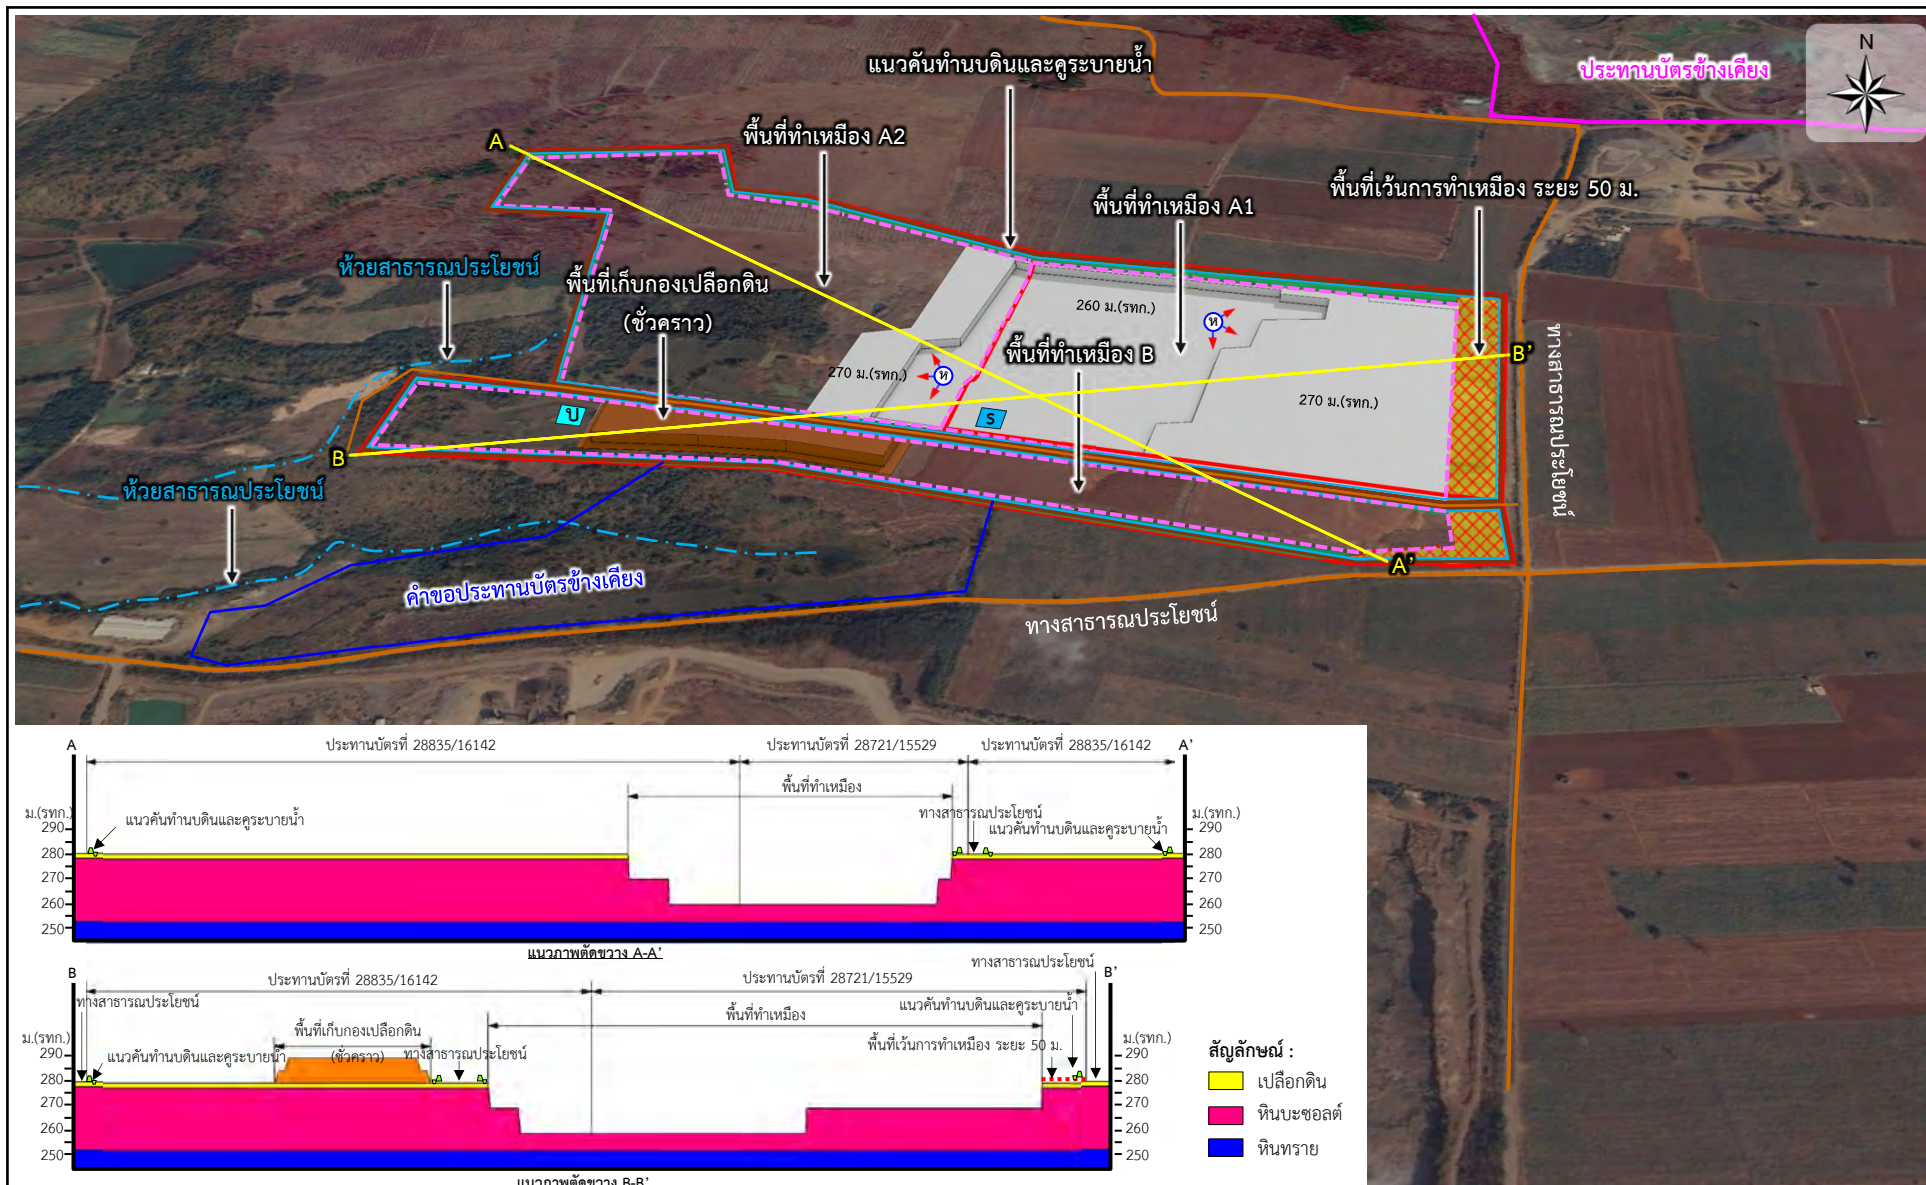 N
ประทานบัตรข้างเคียง
แนวคันทำนบดินและคูระบายน้ำ
พื้นที่ทำเหมือง A2
A
พื้นที่เว้นการทำเหมือง ระยะ 50 ม.
พื้นที่ทำเหมือง A1
ห้วยสาธารณประโยชน์
พื้นที่เก็บกองเปลือกดิน
(ชั่วคราว)
260 ม.(รทก.)
ห
พื้นที่ทำเหมือง B
B'
ทางสาธารณประโยชน์
270 ม.(รทก.)
ห
270 ม.(รทก.)
บ
S
B
ห้วยสาธารณประโยชน์
A'
คำขอประทานบัตรข้างเคียง
ทางสาธารณประโยชน์
A
ประทานบัตรที่ 28835/16142
ประทานบัตรที่ 28721/15529
ประทานบัตรที่ 28835/16142
A'
พื้นที่ทำเหมือง
ม.(รทก.)
แนวคันทำนบดินและคูระบายน้ำ
ทางสาธารณประโยชน์
แนวคันทำนบดินและคูระบายน้ำ
ม.(รทก.)
290
280
270
260
250
290
280
270
260
250
แนวภาพตัดขวาง A-A'
B
ประทานบัตรที่ 28835/16142
ประทานบัตรที่ 28721/15529
ทางสาธารณประโยชน์
B'
ทางสาธารณประโยชน์
แนวคันทำนบดินและคูระบายน้ำ
พื้นที่ทำเหมือง
พื้นที่เก็บกองเปลือกดิน
(ชั่วคราว)
ม.(รทก.)
แนวคันทำนบดินและคูระบายน้ำ
ทางสาธารณประโยชน์
พื้นที่เว้นการทำเหมือง ระยะ 50 ม.
ม.(รทก.)
290
280
270
260
250
290
280
270
260
250
แนวภาพตัดขวาง B-B'
สัญลักษณ์ :
เปลือกดิน
หินบะซอลต์
หินทราย